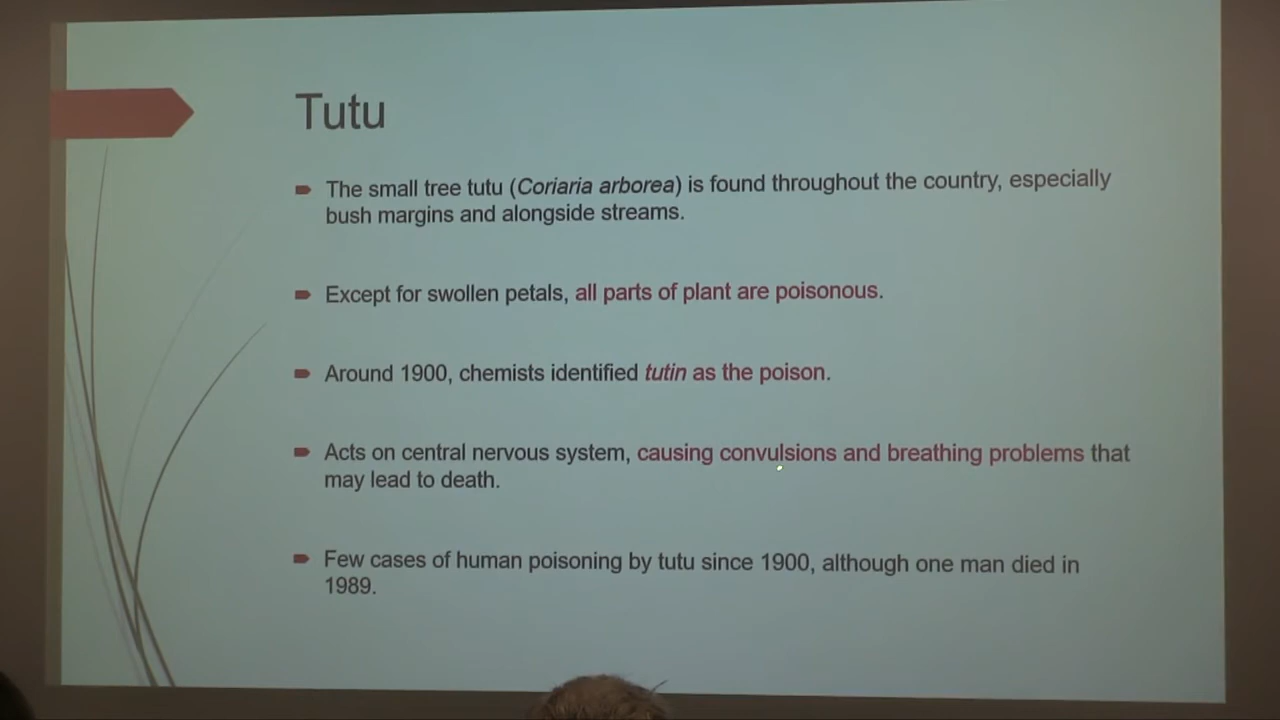 Tutu
The small tree tutu (Coriaria arborea) is found throughout the country, especially
bush margins and alongside streams.
Except for swollen petals, all parts of plant are poisonous.
Around 1900, chemists identified tutin as the poison.
Acts on central nervous system, causing convulsions and breathing problems that
may lead to death.
Few cases of human poisoning by tutu since 1900, although one man died in
1989.